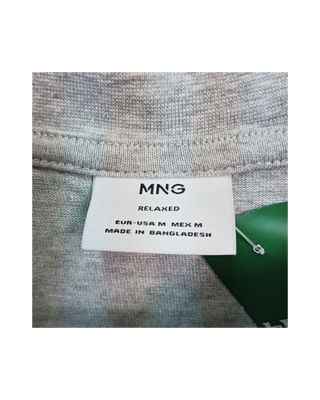 MNG
RELAXED
EUR-USA M MEX M
MADE IN BANGLADESH